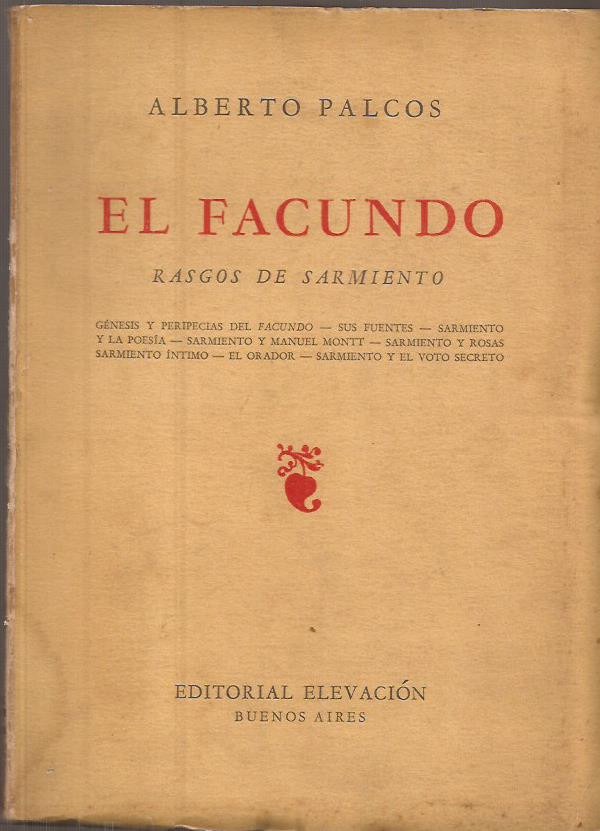 ALBERTO PALCOS
EL FACUNDO
RASGOS DE SARMIENTO
GÉNESIS Y PERIPECIAS DEL FACUNDO — SUS FUENTES — SARMIENTO
Y LA POESÍA — SARMIENTO Y MANUEL MONTT — SARMIENTO Y ROSAS
SARMIENTO ÍNTIMO — EL ORADOR — SARMIENTO Y EL VOTO SECRETO
EDITORIAL ELEVACIÓN
BUENOS AIRES